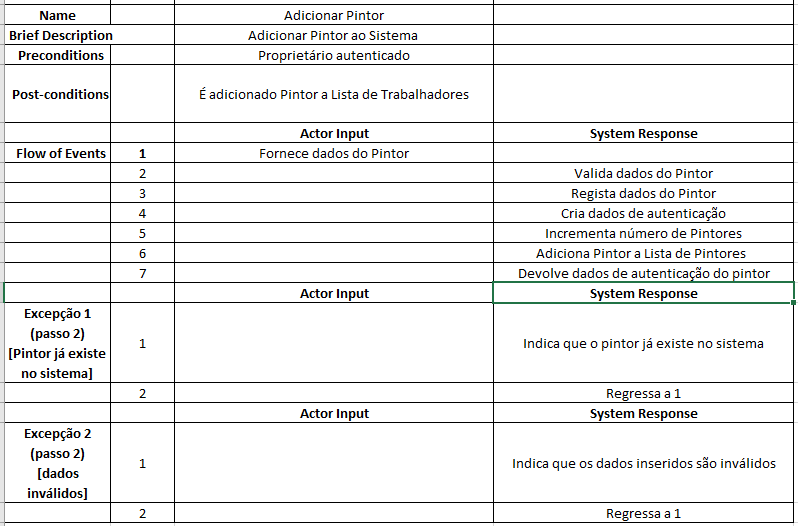 Name Adicionar Pintor
Brief Description Adicionar Pintor ao Sistema
Preconditions Proprietário autenticado
Post-conditions É adicionado Pintor a Lista de Trabalhadores
Actor Input System Response
Flow of Events 1 Fornece dados do Pintor
2 Valida dados do Pintor
3 Regista dados do Pintor
4 Cria dados de autenticação
5 Incrementa número de Pintores
6 Adiciona Pintor a Lista de Pintores
7 Devolve dados de autenticação do pintor
Actor Input System Response
Excepção 1
(passo 2)
[Pintor já existe
no sistema]
1 Indica que o pintor já existe no sistema
2 Regressa a 1
Actor Input System Response
Excepção 2
(passo 2)
[dados
inválidos]
1 Indica que os dados inseridos são inválidos
2 Regressa a 1